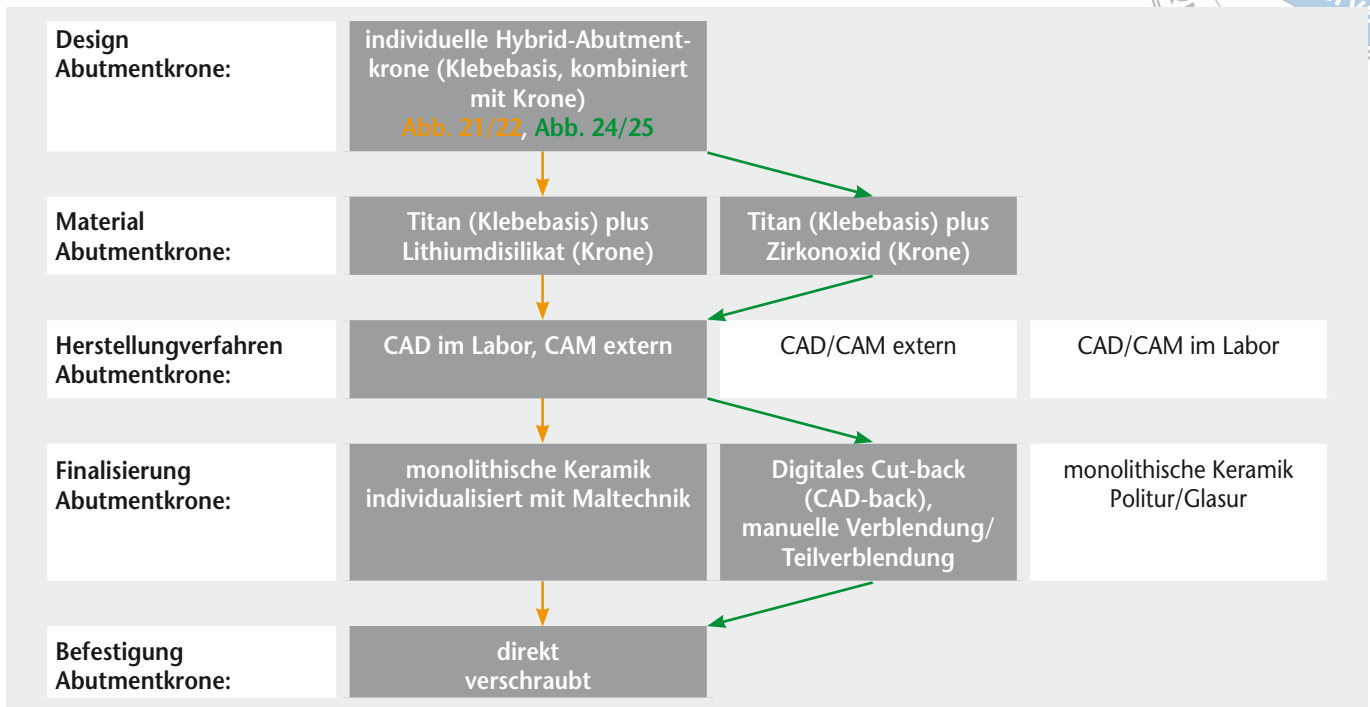 Design
Abutmentkrone:
individuelle Hybrid-Abutment-
krone (Klebebasis, kombiniert
mit Krone)
Abb. 21/22, Abb. 24/25
Material
Abutmentkrone:
Titan (Klebebasis) plus
Lithiumdisilikat (Krone)
Titan (Klebebasis) plus
Zirkonoxid (Krone)
Herstellungverfahren
Abutmentkrone:
CAD im Labor, CAM extern
CAD/CAM extern
CAD/CAM im Labor
Finalisierung
Abutmentkrone:
monolithische Keramik
individualisiert mit Maltechnik
Digitales Cut-back
(CAD-back),
manuelle Verblendung/
Teilverblendung
monolithische Keramik
Politur/Glasur
Befestigung
Abutmentkrone:
direkt
verschraubt